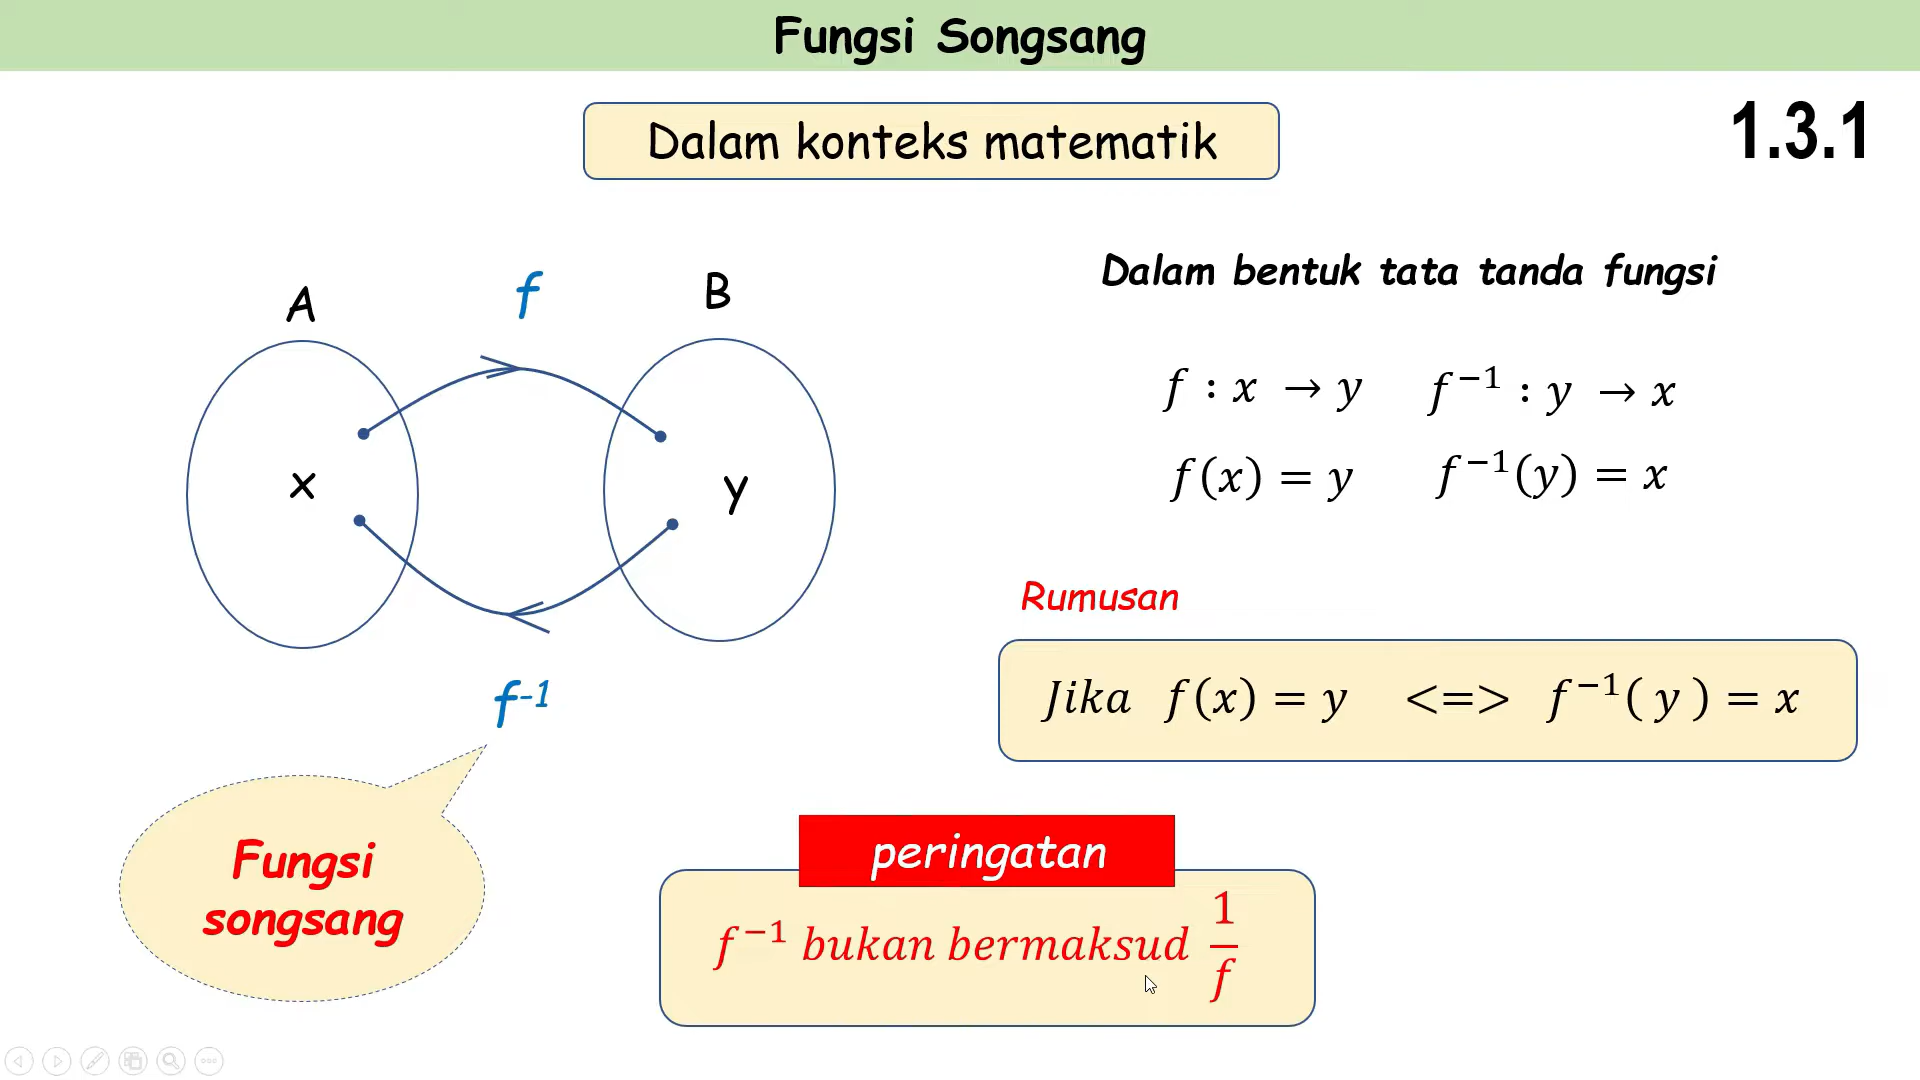 Fungsi Songsang
Dalam konteks matematik
1.3.1
A
f
B
x
y
f⁻¹
Fungsi
songsang
Dalam bentuk tata tanda fungsi
f : x → y    f⁻¹ : y → x
f(x) = y    f⁻¹(y) = x
Rumusan
Jika f(x) = y <=> f⁻¹( y ) = x
peringatan
f⁻¹ bukan bermaksud 1/f